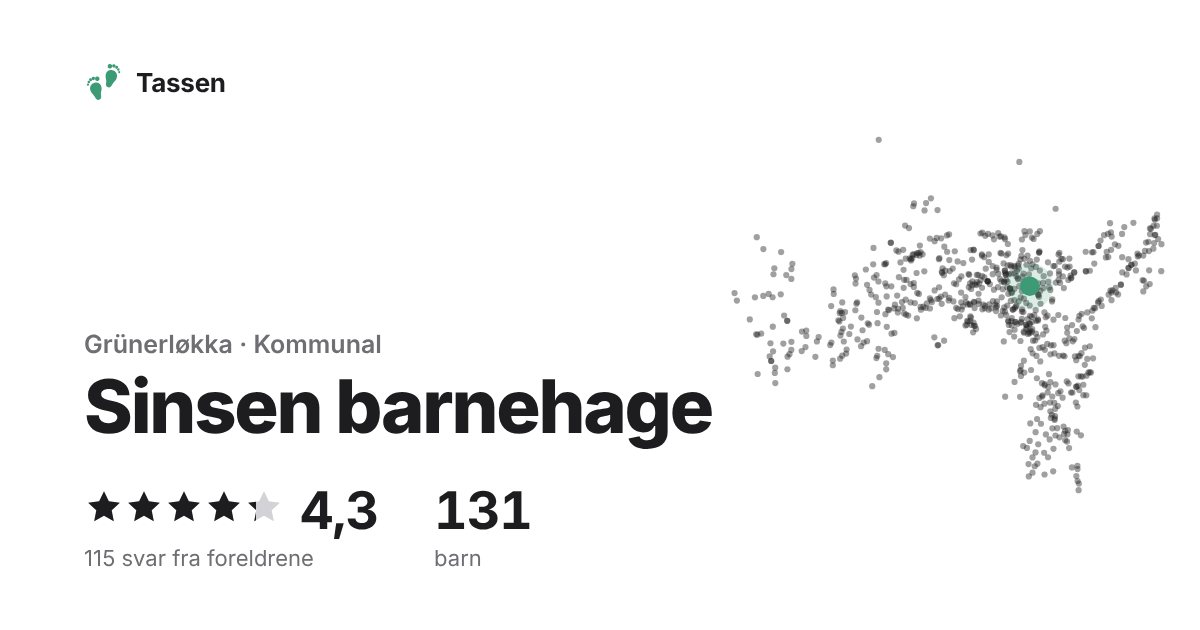 Tassen
Grünerløkka · Kommunal
Sinsen barnehage
4,3
131
115 svar fra foreldrene
barn